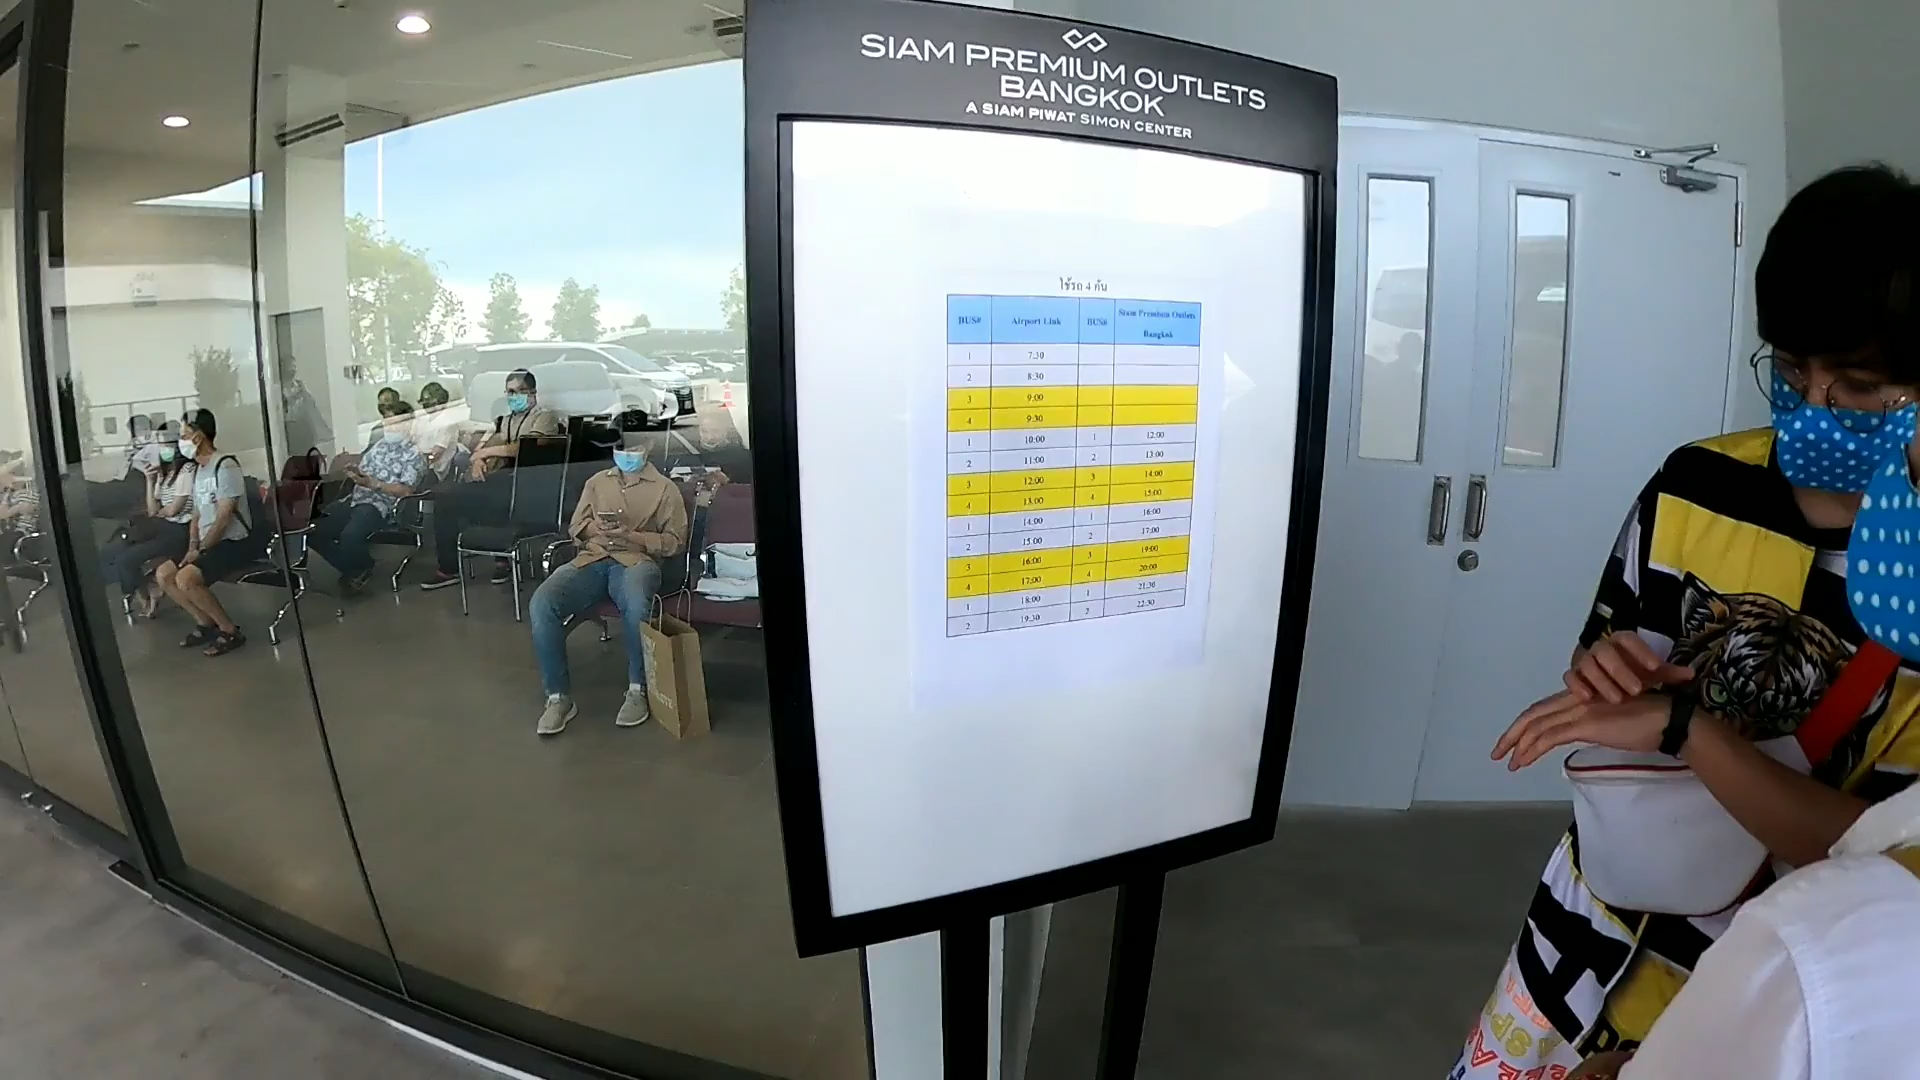 SIAM PREMIUM OUTLETS
BANGKOK
A SIAM PIWAT SIMON CENTER
ใช้รถ 4 คัน
BUS# Airport Link BUS# Siam Premium Outlets Bangkok
1 7:30
2 8:30
3 9:00
4 9:30
1 10:00 1 12:00
2 11:00 2 13:00
3 12:00 3 14:00
4 13:00 4 15:00
1 14:00 1 16:00
2 15:00 2 17:00
3 16:00 3 19:00
4 17:00 4 20:00
1 18:00 1 21:30
2 19:30 2 22:30